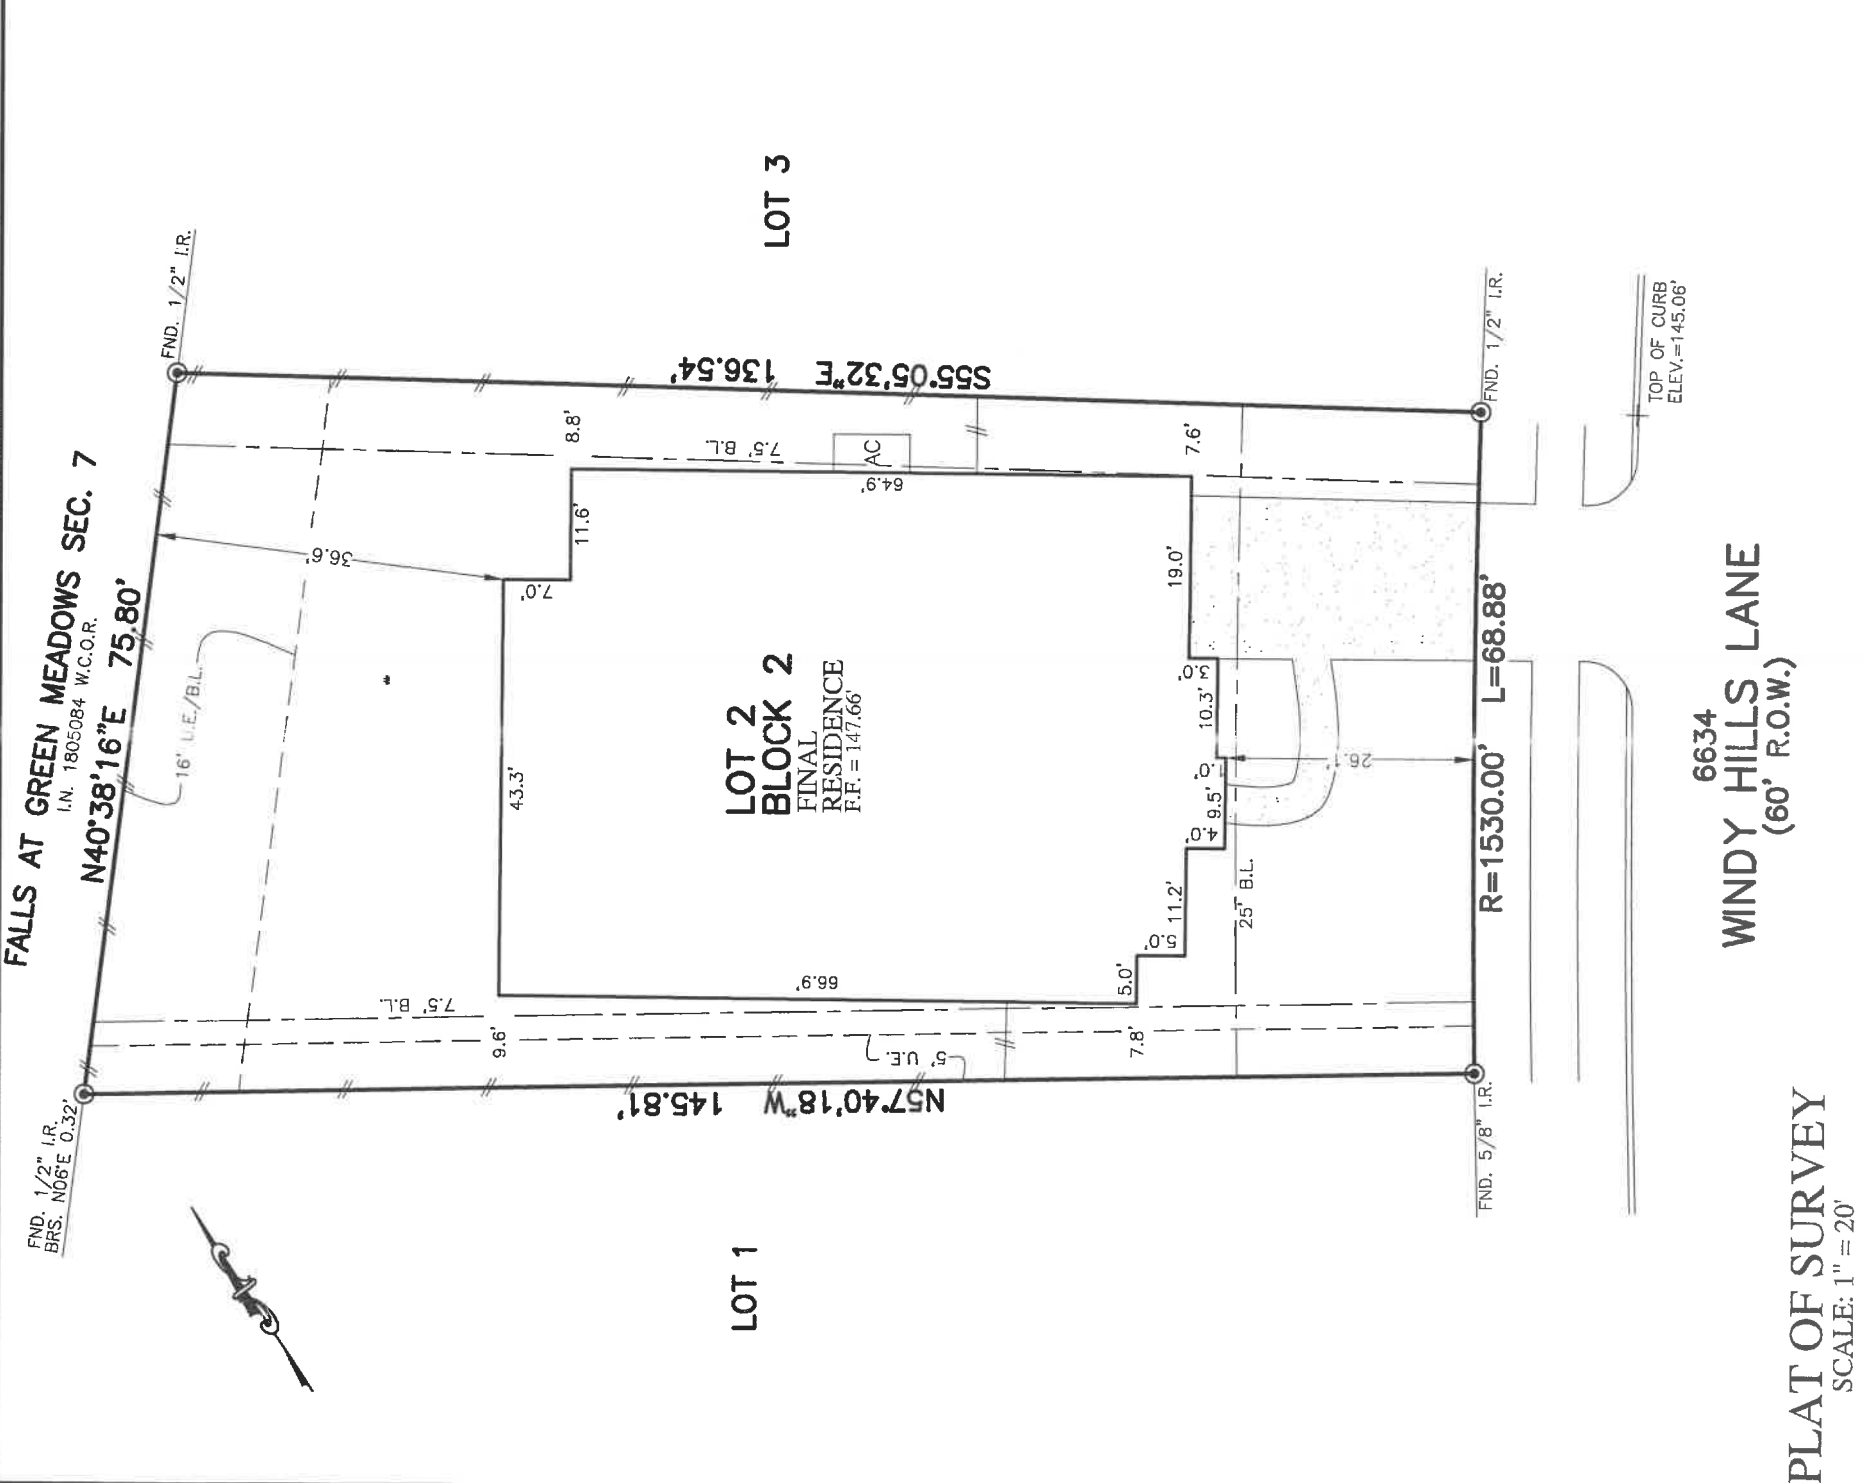 FALLS AT GREEN MEADOWS SEC. 7
I.N. 1805084 W.C.O.R.
N40°38'16"E 75.80'
FND. 1/2" I.R.
BRS. N06°E 0.32'
FND. 1/2" I.R.
16' U.E./B.L.
36.6'
LOT 1
LOT 3
N57°40'18"W 145.81'
S55°05'32"E 136.54'
7.5' B.L.
7.5' B.L.
9.6'
8.8'
43.3'
7.0'
11.6'
66.9'
64.9'
AC
LOT 2
BLOCK 2
FINAL
RESIDENCE
F.F. = 147.66'
5' U.E.
7.8'
7.6'
5.0'
5.0'
11.2'
4.0'
9.5'
1.0'
10.3'
3.0'
19.0'
25' B.L.
26.1'
R=1530.00' L=68.88'
FND. 5/8" I.R.
FND. 1/2" I.R.
TOP OF CURB
ELEV.=145.06'
6634
WINDY HILLS LANE
(60' R.O.W.)
PLAT OF SURVEY
SCALE: 1" = 20'